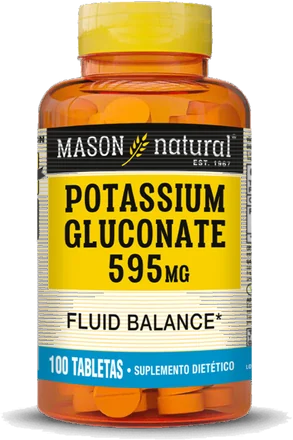 MASON natural
EST. 1967
POTASSIUM
GLUCONATE
595MG
FLUID BALANCE*
100 TABLETAS • SUPLEMENTO DIETÉTICO